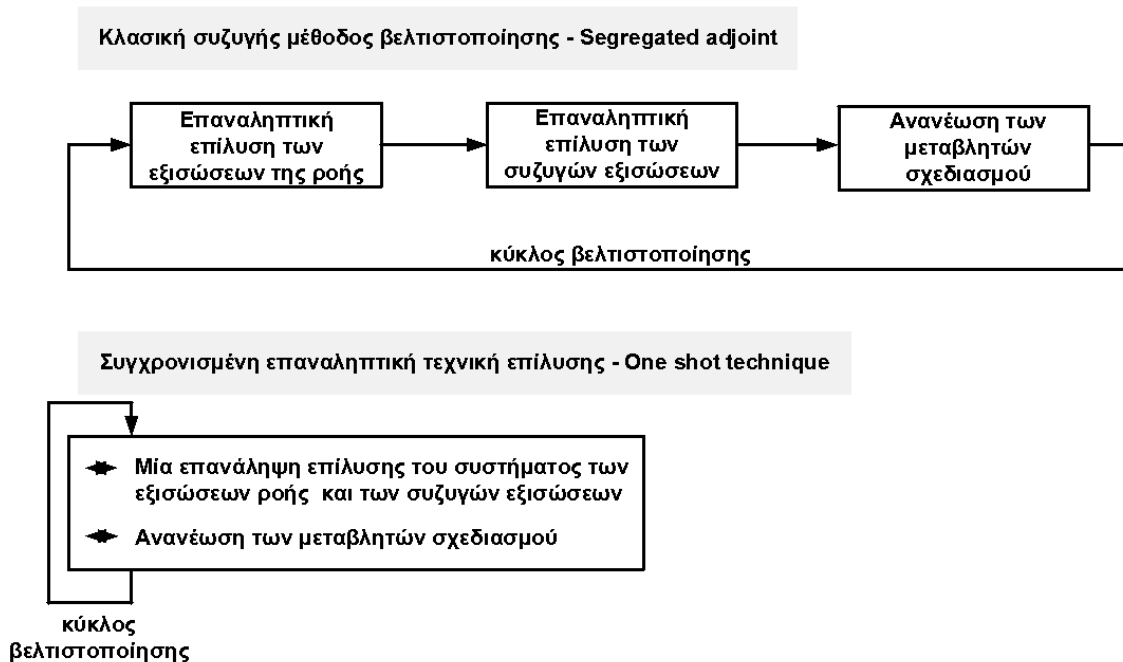 Κλασική συζυγής μέθοδος βελτιστοποίησης - Segregated adjoint
Επαναληπτική
επίλυση των
εξισώσεων της ροής
Επαναληπτική
επίλυση των
συζυγών εξισώσεων
Ανανέωση των
μεταβλητών
σχεδιασμού
κύκλος βελτιστοποίησης
Συγχρονισμένη επαναληπτική τεχνική επίλυσης - One shot technique
Μία επανάληψη επίλυσης του συστήματος των
εξισώσεων ροής και των συζυγών εξισώσεων
Ανανέωση των μεταβλητών σχεδιασμού
κύκλος
βελτιστοποίησης